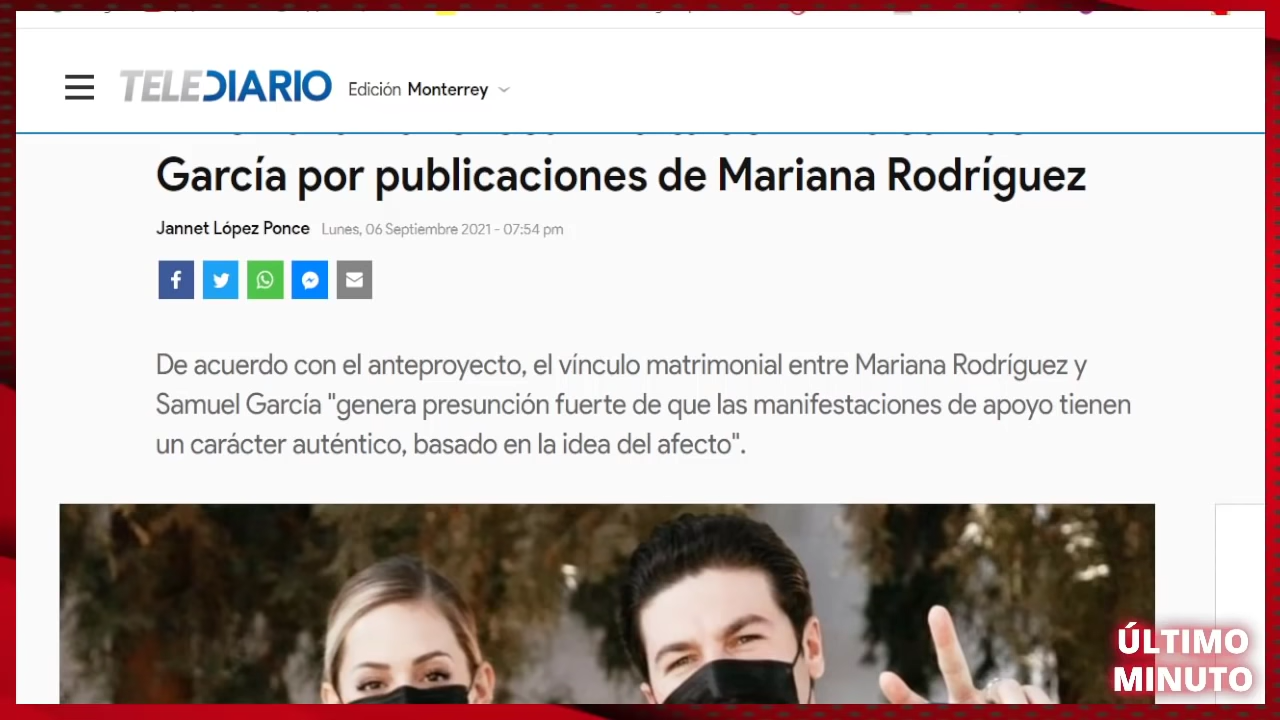 TELEDIARIO Edición Monterrey
García por publicaciones de Mariana Rodríguez
Jannet López Ponce Lunes, 06 Septiembre 2021 - 07:54 pm
De acuerdo con el anteproyecto, el vínculo matrimonial entre Mariana Rodríguez y
Samuel García "genera presunción fuerte de que las manifestaciones de apoyo tienen
un carácter auténtico, basado en la idea del afecto".
ÚLTIMO
MINUTO